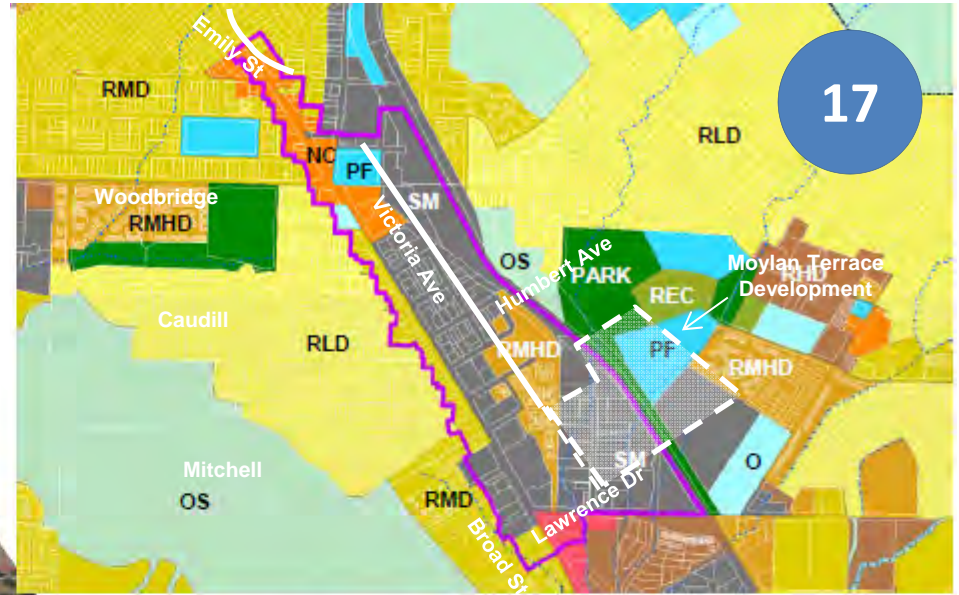 Emily St
17
RMD
RLD
NC
PF
SM
Woodbridge
RMHD
Victoria Ave
OS
Humbert Ave
PARK
RHD
Moylan Terrace
Development
REC
Caudill
RLD
RMHD
PF
RMHD
Mitchell
OS
SM
O
RMD
Lawrence Dr
Broad St